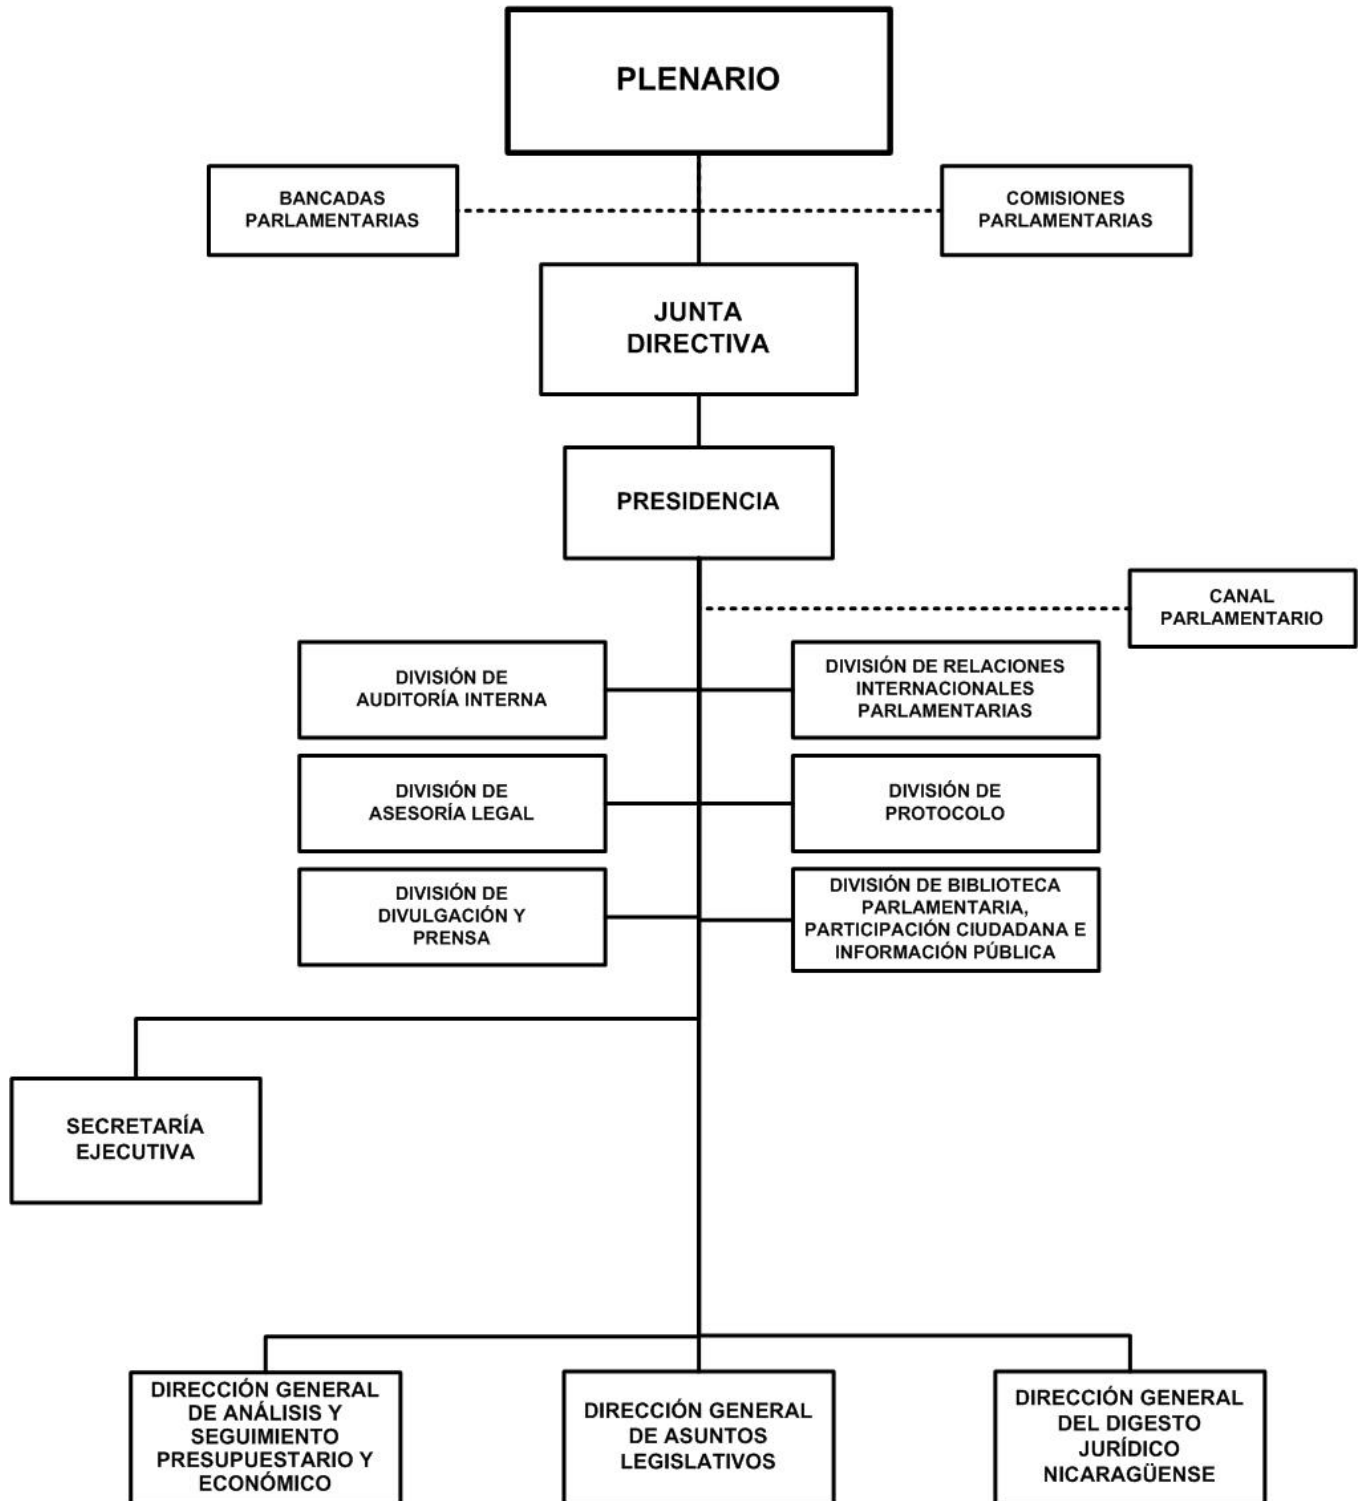 PLENARIO
BANCADAS
PARLAMENTARIAS
COMISIONES
PARLAMENTARIAS
JUNTA
DIRECTIVA
PRESIDENCIA
CANAL
PARLAMENTARIO
DIVISIÓN DE
AUDITORÍA INTERNA
DIVISIÓN DE RELACIONES
INTERNACIONALES
PARLAMENTARIAS
DIVISIÓN DE
ASESORÍA LEGAL
DIVISIÓN DE
PROTOCOLO
DIVISIÓN DE
DIVULGACIÓN Y
PRENSA
DIVISIÓN DE BIBLIOTECA
PARLAMENTARIA,
PARTICIPACIÓN CIUDADANA E
INFORMACIÓN PÚBLICA
SECRETARÍA
EJECUTIVA
DIRECCIÓN GENERAL
DE ANÁLISIS Y
SEGUIMIENTO
PRESUPUESTARIO Y
ECONÓMICO
DIRECCIÓN GENERAL
DE ASUNTOS
LEGISLATIVOS
DIRECCIÓN GENERAL
DEL DIGESTO
JURÍDICO
NICARAGÜENSE